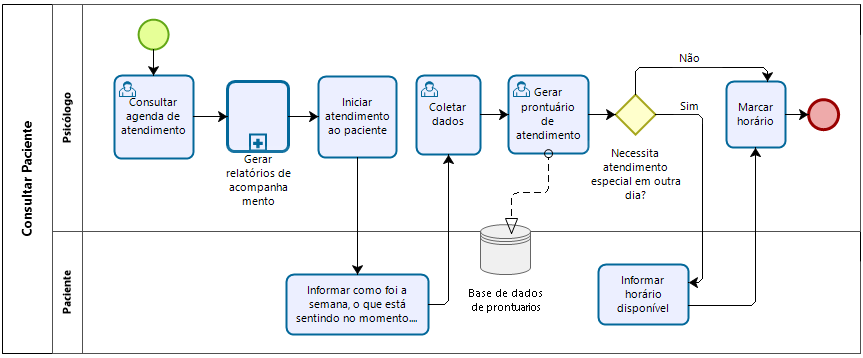 Consultar Paciente
Psicólogo
Consultar
agenda de
atendimento
Gerar
relatórios de
acompanha
mento
Iniciar
atendimento
ao paciente
Coletar
dados
Gerar
prontuário
de
atendimento
Necessita
atendimento
especial em outra
dia?
Não
Sim
Marcar
horário
Paciente
Informar como foi a
semana, o que está
sentindo no momento....
Base de dados
de prontuarios
Informar
horário
disponível